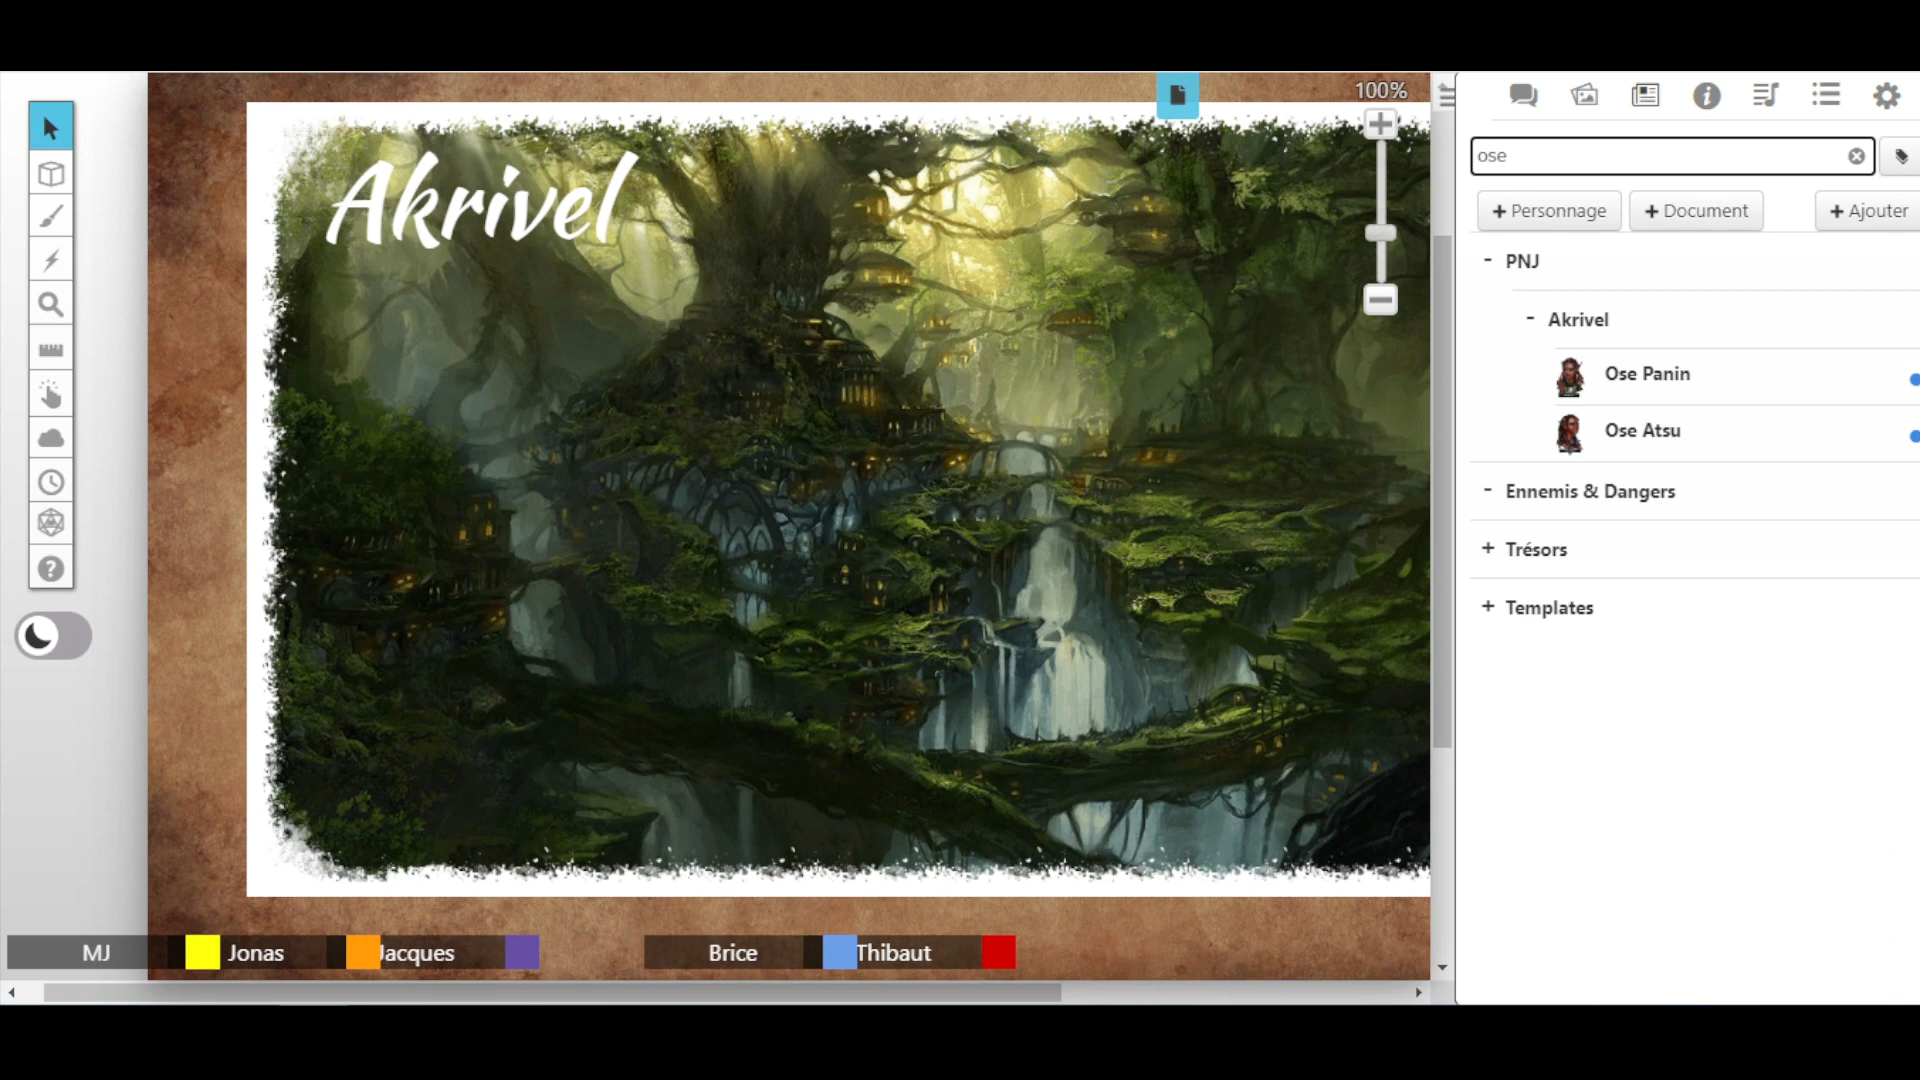 Akrivel
100%
ose
+ Personnage
+ Document
+ Ajouter
- PNJ
- Akrivel
Ose Panin
Ose Atsu
- Ennemis & Dangers
+ Trésors
+ Templates
MJ
Jonas
Jacques
Brice
Thibaut